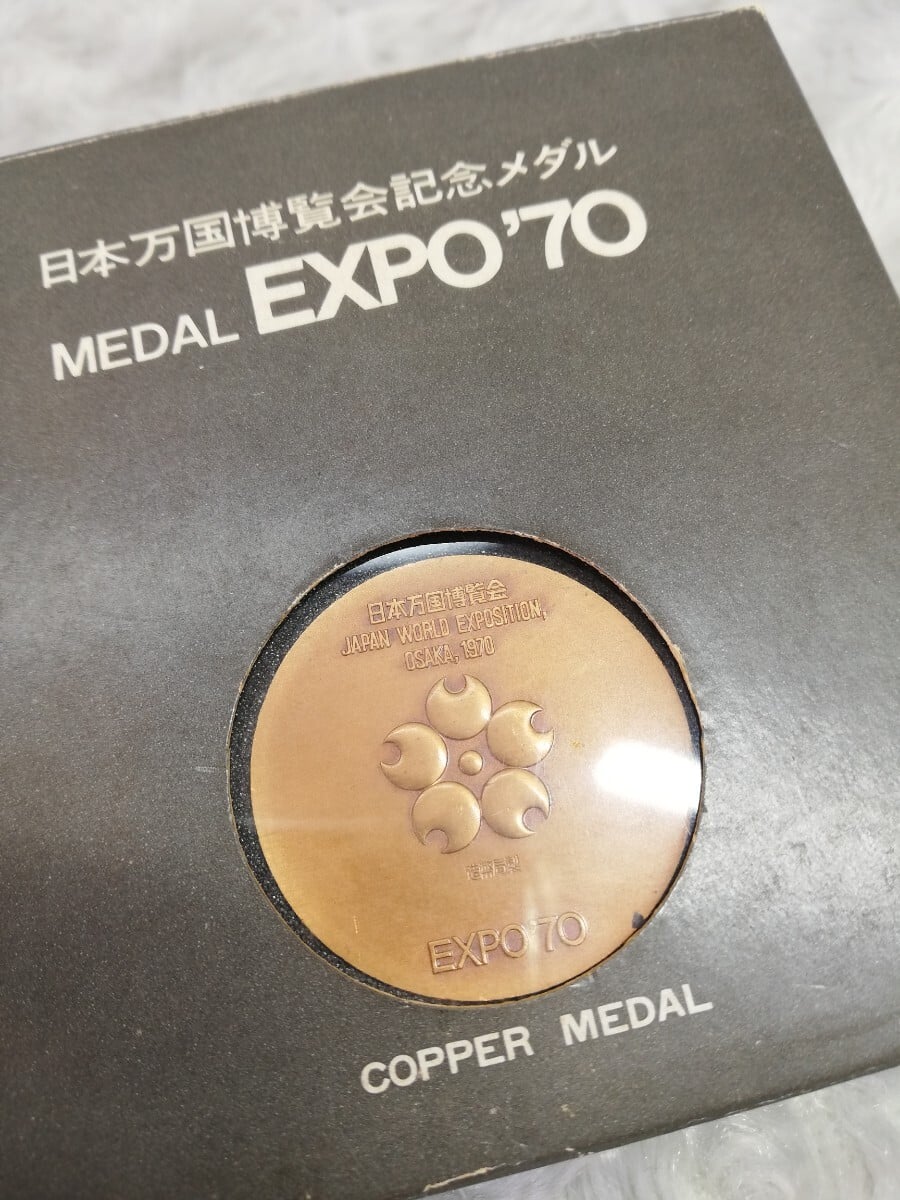 日本万国博覧会記念メダル
MEDAL EXPO'70
日本万国博覧会
JAPAN WORLD EXPOSITION,
OSAKA, 1970
造幣局製
EXPO'70
COPPER MEDAL